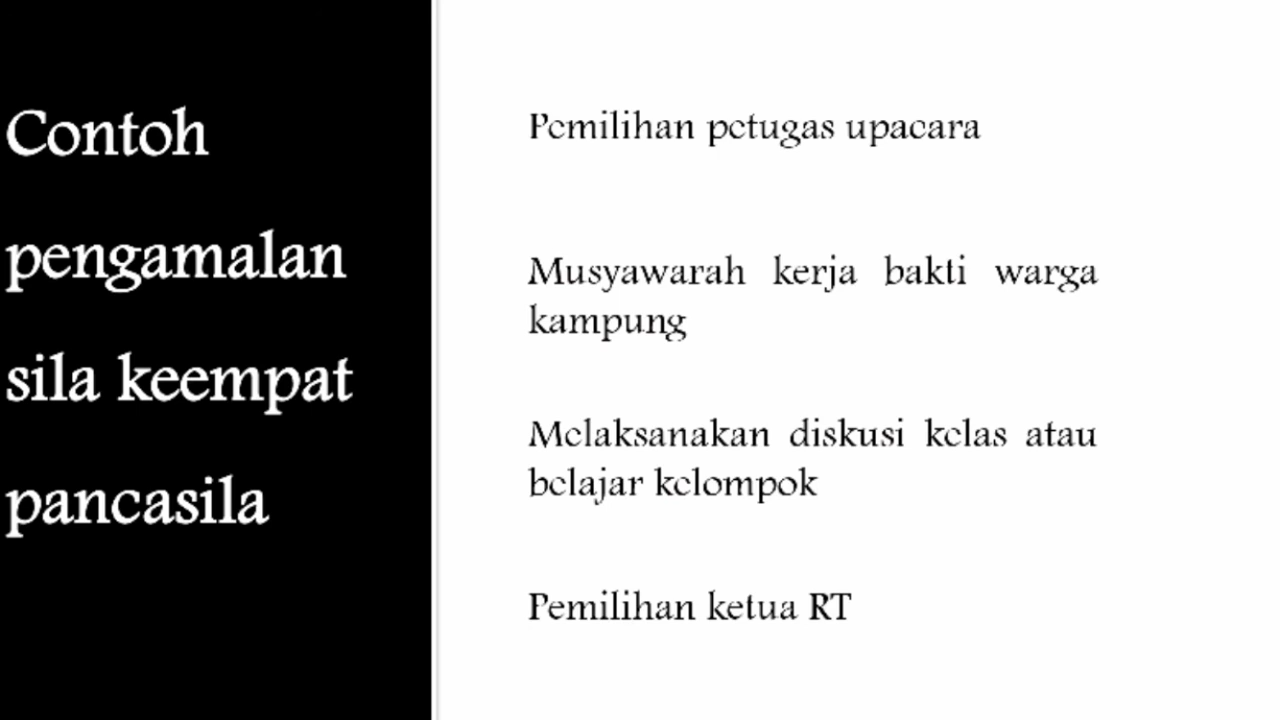 Contoh
pengamalan
sila keempat
pancasila
Pemilihan petugas upacara
Musyawarah kerja bakti warga
kampung
Melaksanakan diskusi kelas atau
belajar kelompok
Pemilihan ketua RT